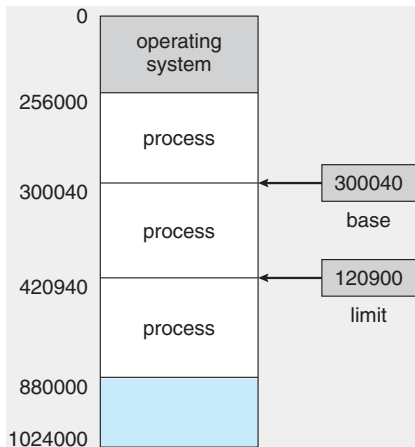 0
operating
system
256000
process
300040
300040
base
process
420940
120900
limit
process
880000
1024000